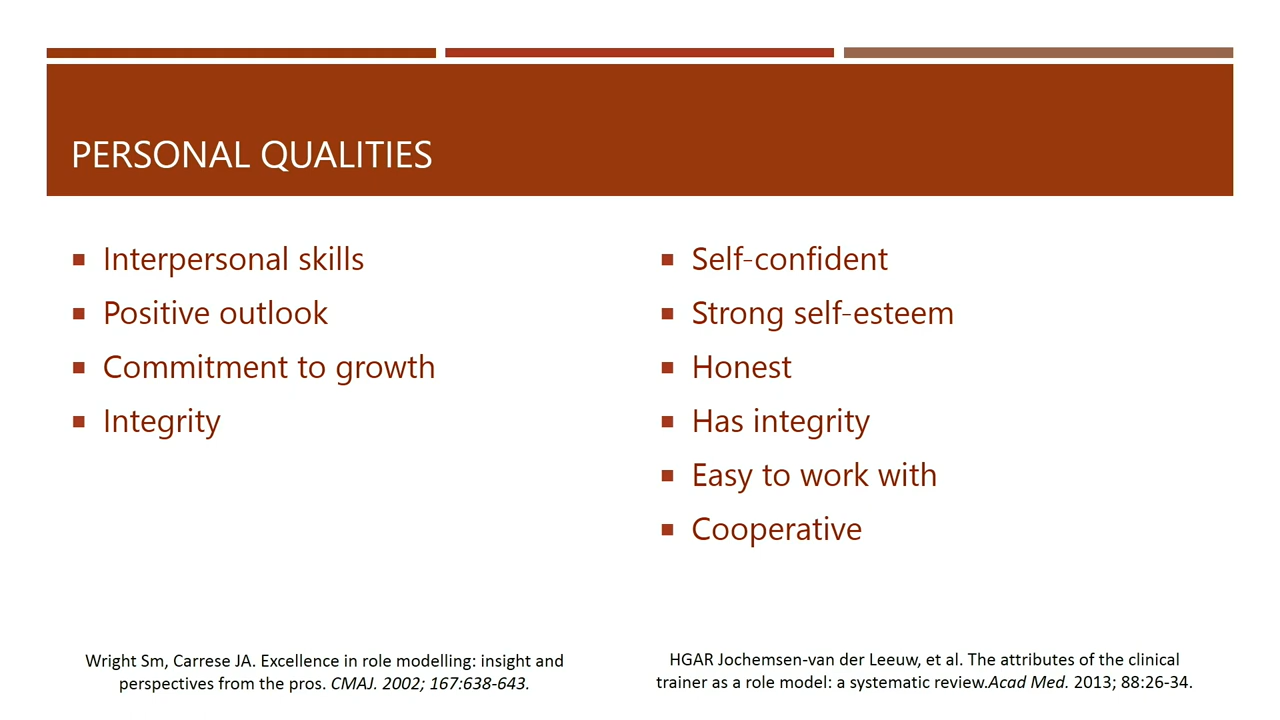 PERSONAL QUALITIES
Interpersonal skills
Positive outlook
Commitment to growth
Integrity
Self-confident
Strong self-esteem
Honest
Has integrity
Easy to work with
Cooperative
Wright Sm, Carrese JA. Excellence in role modelling: insight and
perspectives from the pros. CMAJ. 2002; 167:638-643.
HGAR Jochemsen-van der Leeuw, et al. The attributes of the clinical
trainer as a role model: a systematic review.Acad Med. 2013; 88:26-34.